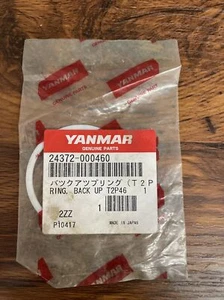 YANMAR
GENUINE PARTS
24372-000460
バックアツプリング (T2P
RING, BACK UP T2P46 1
2ZZ 1
P10417 MADE IN JAPAN